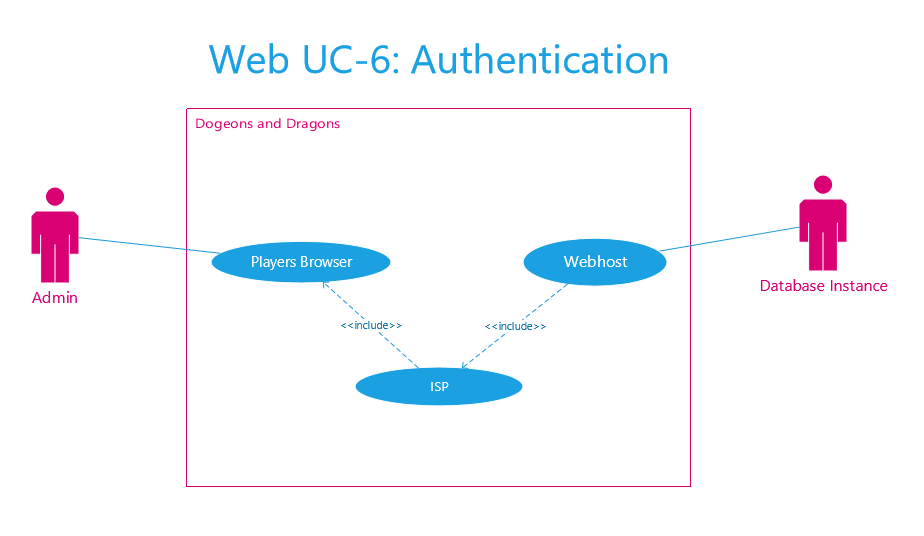 Web UC-6: Authentication
Dogeons and Dragons
Players Browser
Webhost
Admin
Database Instance
<<include>>
<<include>>
ISP